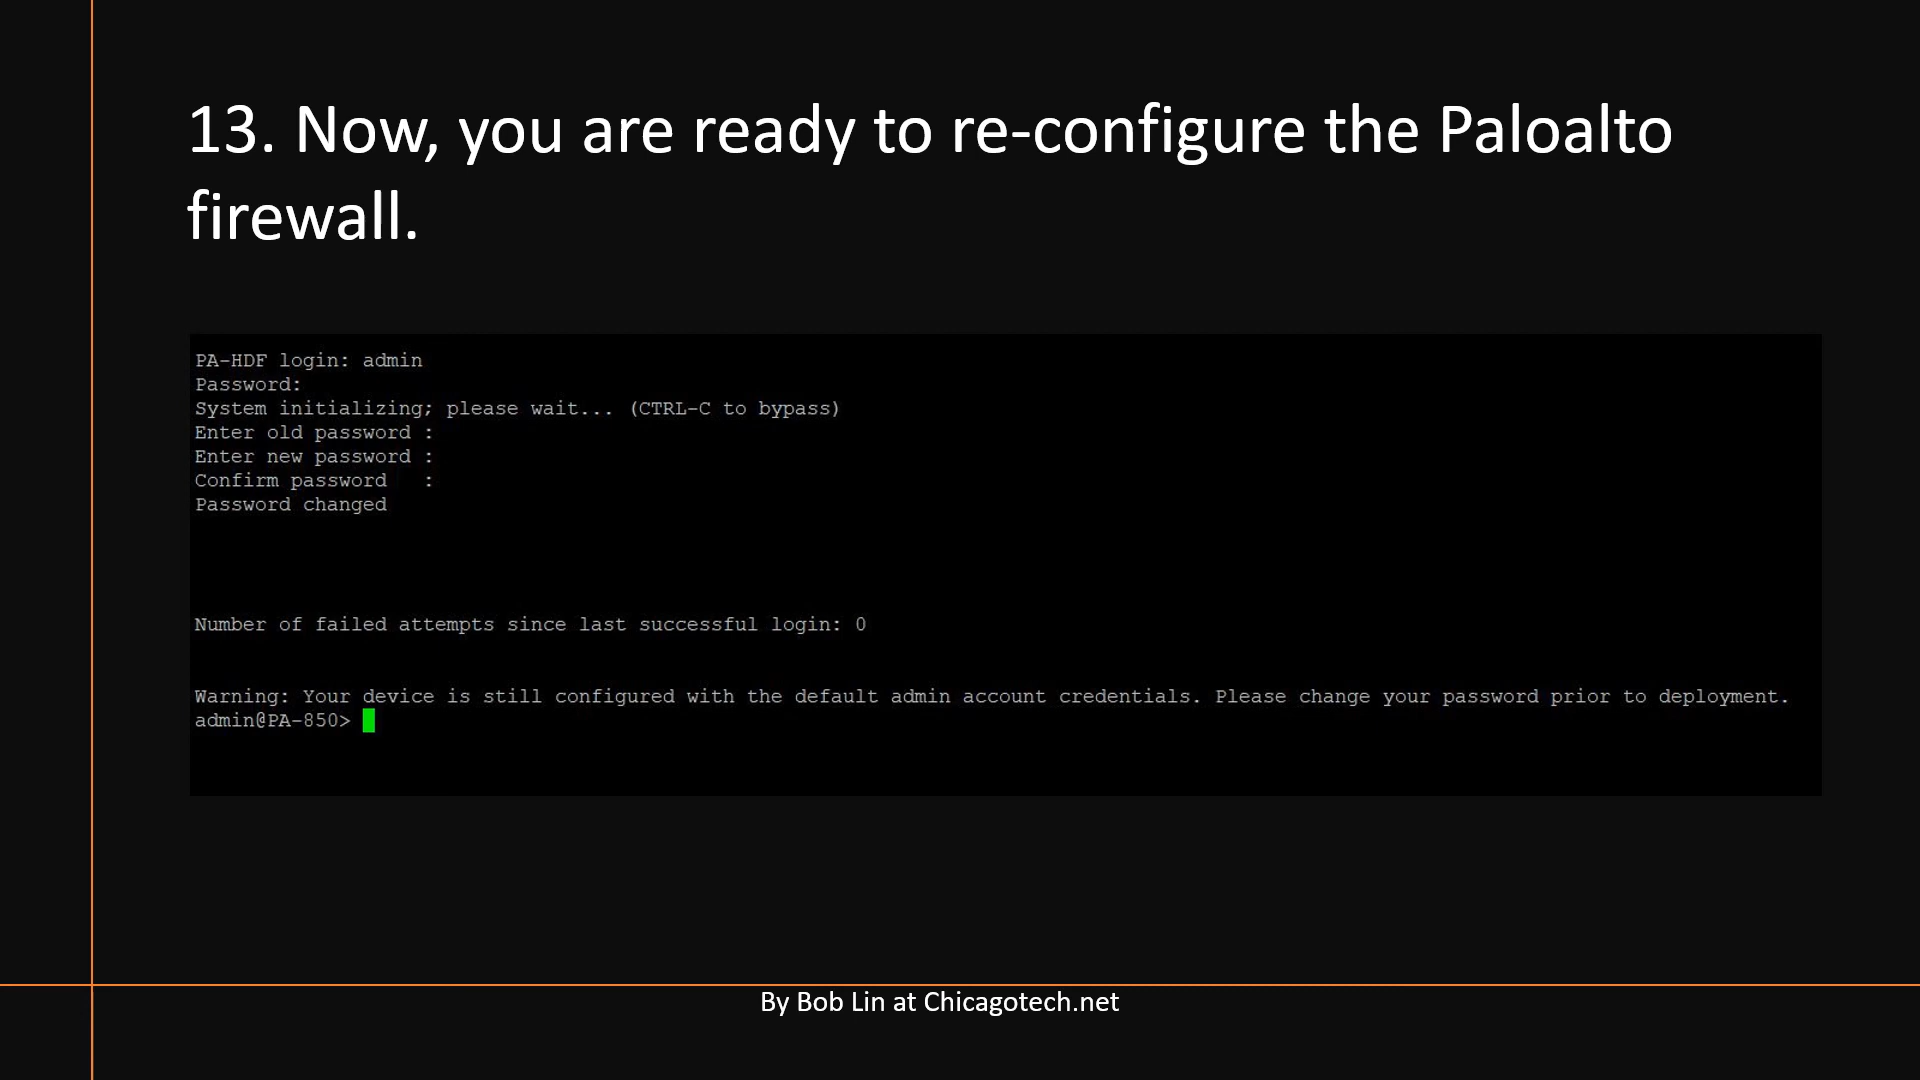 13. Now, you are ready to re-configure the Paloalto
firewall.
PA-HDF login: admin
Password:
System initializing; please wait... (CTRL-C to bypass)
Enter old password :
Enter new password :
Confirm password   :
Password changed
Number of failed attempts since last successful login: 0
Warning: Your device is still configured with the default admin account credentials. Please change your password prior to deployment.
admin@PA-850>
By Bob Lin at Chicagotech.net